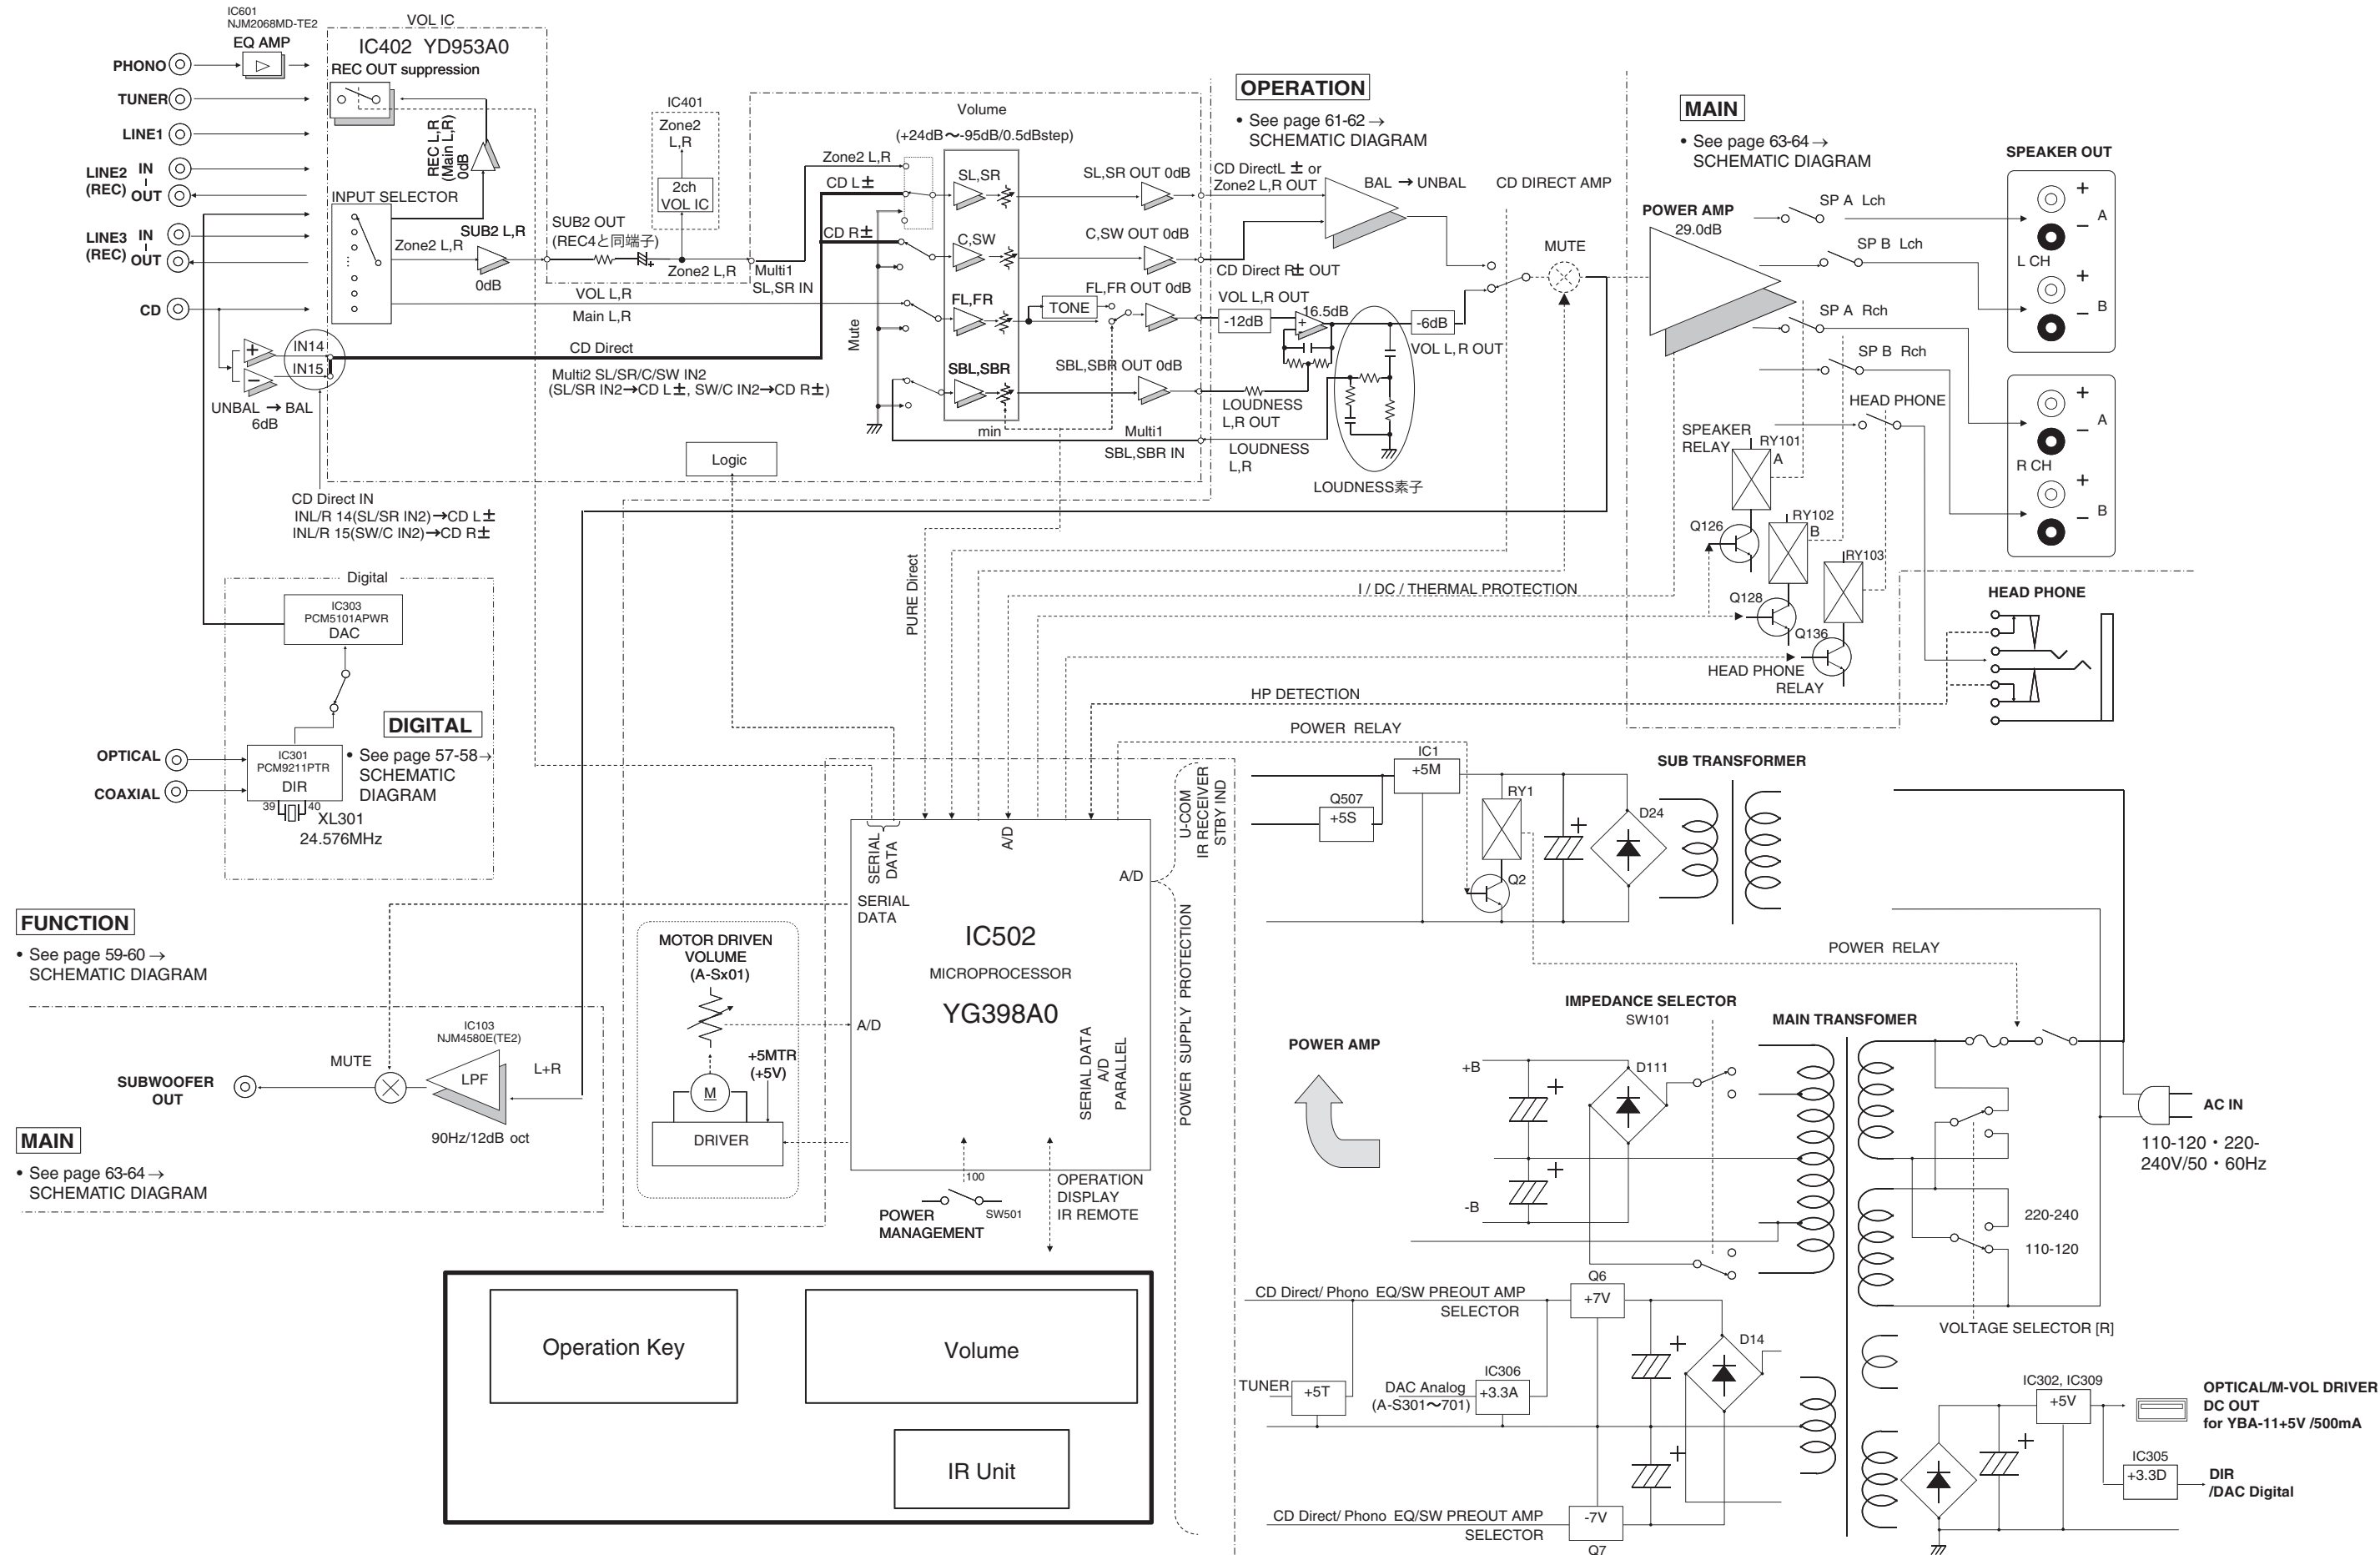 IC601
NJM2068MD-TE2
EQ AMP
PHONO
TUNER
LINE1
LINE2
(REC)
IN
OUT
LINE3
(REC)
IN
OUT
CD
VOL IC
IC402 YD953A0
REC OUT suppression
REC L,R
(Main L,R)
0dB
INPUT SELECTOR
Zone2 L,R
SUB2 L,R
0dB
SUB2 OUT
(REC4と同端子)
IC401
Zone2
L,R
2ch
VOL IC
Zone2 L,R
VOL L,R
Main L,R
CD Direct
Multi2 SL/SR/C/SW IN2
(SL/SR IN2→CD L±, SW/C IN2→CD R±)
IN14
IN15
+
−
UNBAL → BAL
6dB
CD Direct IN
INL/R 14(SL/SR IN2)→CD L±
INL/R 15(SW/C IN2)→CD R±
Multi1
SL,SR IN
Volume
(+24dB～-95dB/0.5dBstep)
Zone2 L,R
CD L±
CD R±
Mute
SL,SR
C,SW
FL,FR
SBL,SBR
TONE
min
SL,SR OUT 0dB
C,SW OUT 0dB
FL,FR OUT 0dB
SBL,SBR OUT 0dB
Multi1
SBL,SBR IN
Logic
OPERATION
• See page 61-62 →
SCHEMATIC DIAGRAM
CD DirectL ± or
Zone2 L,R OUT
BAL → UNBAL
CD DIRECT AMP
CD Direct R± OUT
VOL L,R OUT
-12dB
+
16.5dB
-6dB
VOL L, R OUT
LOUDNESS
L,R OUT
LOUDNESS
L,R
LOUDNESS素子
MUTE
MAIN
• See page 63-64 →
SCHEMATIC DIAGRAM
POWER AMP
29.0dB
SP A Lch
SP B Lch
SP A Rch
SP B Rch
HEAD PHONE
SPEAKER
RELAY
RY101
A
Q126
RY102
B
Q128
RY103
Q136
HEAD PHONE
RELAY
SPEAKER OUT
+
−
A
L CH
+
−
B
+
−
A
R CH
+
−
B
HEAD PHONE
PURE Direct
I / DC / THERMAL PROTECTION
HP DETECTION
POWER RELAY
Digital
IC303
PCM5101APWR
DAC
DIGITAL
• See page 57-58→
SCHEMATIC
DIAGRAM
OPTICAL
COAXIAL
IC301
PCM9211PTR
DIR
39
40
XL301
24.576MHz
FUNCTION
• See page 59-60 →
SCHEMATIC DIAGRAM
SUBWOOFER
OUT
MUTE
IC103
NJM4580E(TE2)
LPF
L+R
90Hz/12dB oct
MAIN
• See page 63-64 →
SCHEMATIC DIAGRAM
MOTOR DRIVEN
VOLUME
(A-Sx01)
+5MTR
(+5V)
M
DRIVER
SERIAL
DATA
A/D
A/D
SERIAL
DATA
IC502
MICROPROCESSOR
YG398A0
A/D
SERIAL DATA
A/D
PARALLEL
100
SW501
POWER
MANAGEMENT
OPERATION
DISPLAY
IR REMOTE
U-COM
IR RECEIVER
STBY IND
POWER SUPPLY PROTECTION
Operation Key
Volume
IR Unit
IC1
+5M
Q507
+5S
RY1
Q2
+
D24
SUB TRANSFORMER
POWER RELAY
IMPEDANCE SELECTOR
SW101
POWER AMP
+B
-B
+
+
D111
MAIN TRANSFOMER
AC IN
110-120・220-
240V/50・60Hz
220-240
110-120
VOLTAGE SELECTOR [R]
CD Direct/ Phono EQ/SW PREOUT AMP
SELECTOR
Q6
+7V
TUNER
+5T
DAC Analog
(A-S301～701)
IC306
+3.3A
+
+
D14
CD Direct/ Phono EQ/SW PREOUT AMP
SELECTOR
-7V
Q7
IC302, IC309
+5V
+
OPTICAL/M-VOL DRIVER
DC OUT
for YBA-11+5V /500mA
IC305
+3.3D
DIR
/DAC Digital